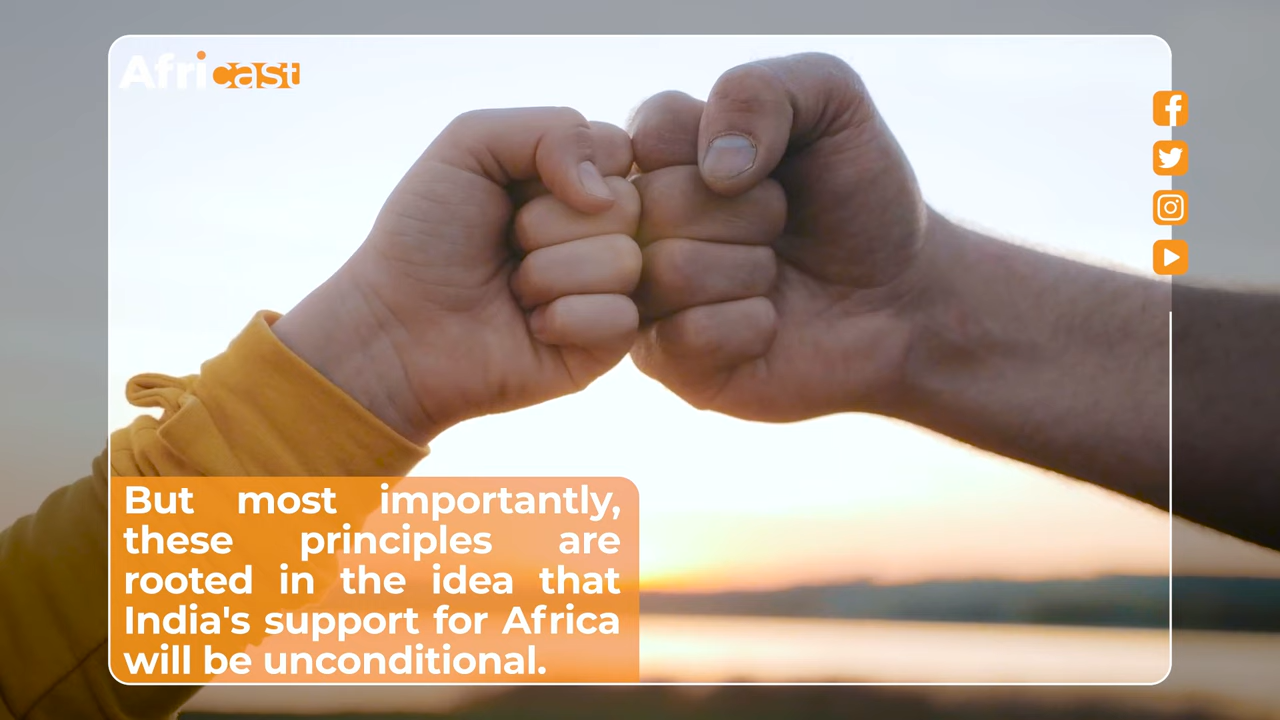 Africast
But most importantly,
these principles are
rooted in the idea that
India's support for Africa
will be unconditional.